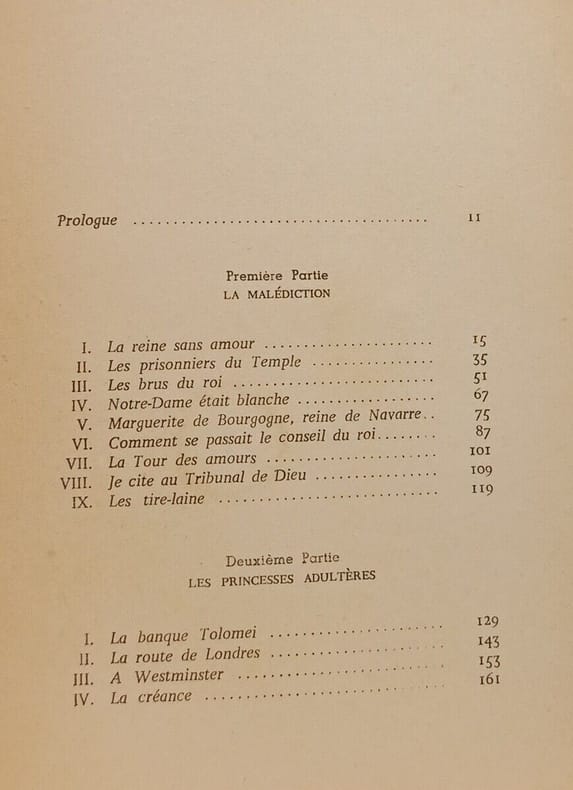 Prologue ..................................... 11
Première Partie
LA MALÉDICTION
I. La reine sans amour ..................... 15
II. Les prisonniers du Temple ............... 35
III. Les brus du roi ......................... 51
IV. Notre-Dame était blanche ................. 67
V. Marguerite de Bourgogne, reine de Navarre.. 75
VI. Comment se passait le conseil du roi........ 87
VII. La Tour des amours ..................... 101
VIII. Je cite au Tribunal de Dieu ............... 109
IX. Les tire-laine ........................... 119
Deuxième Partie
LES PRINCESSES ADULTÈRES
I. La banque Tolomei ...................... 129
II. La route de Londres ..................... 143
III. A Westminster .......................... 153
IV. La créance .............................. 161